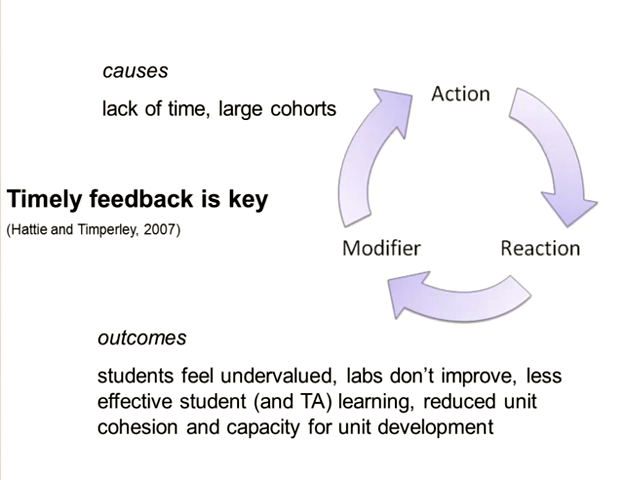 causes
lack of time, large cohorts
Action
Timely feedback is key
(Hattie and Timperley, 2007)
Modifier
Reaction
outcomes
students feel undervalued, labs don’t improve, less
effective student (and TA) learning, reduced unit
cohesion and capacity for unit development